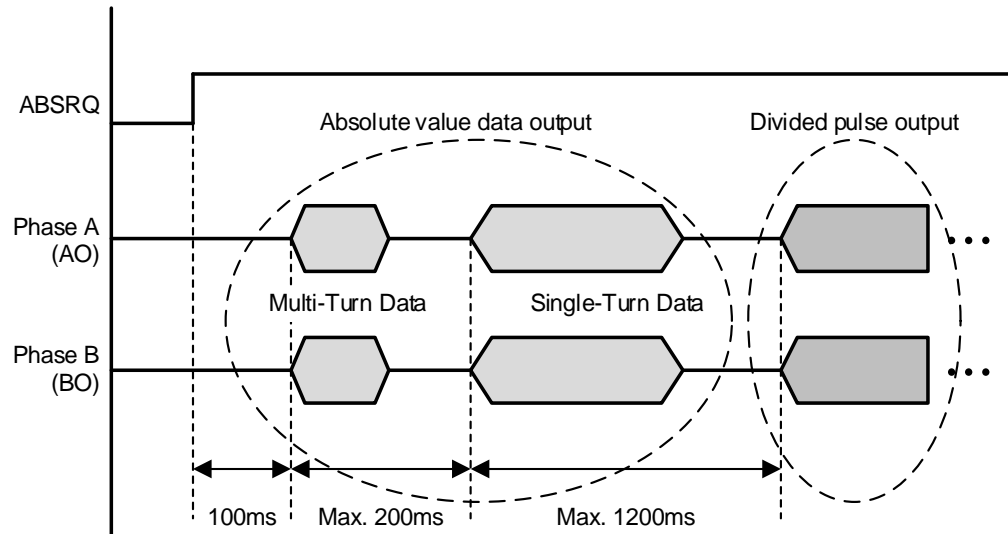 ABSRQ
Absolute value data output
Divided pulse output
Phase A
(AO)
Multi-Turn Data
Single-Turn Data
Phase B
(BO)
100ms
Max. 200ms
Max. 1200ms